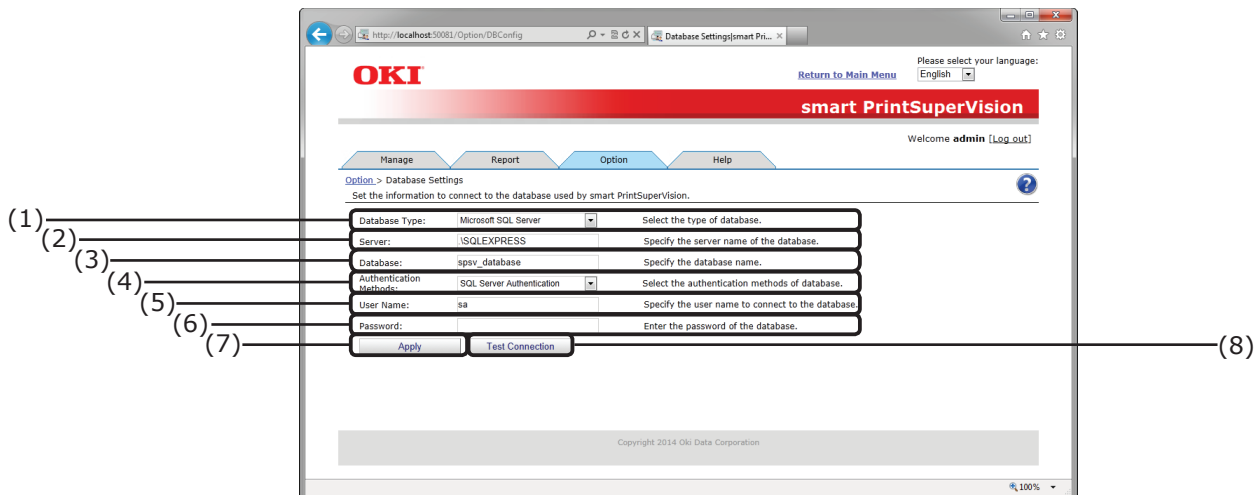 http://localhost:50081/Option/DBConfig
Database Settings|smart Pri...
Please select your language:
OKI
Return to Main Menu
English
smart PrintSuperVision
Welcome admin [Log out]
Manage
Report
Option
Help
Option > Database Settings
Set the information to connect to the database used by smart PrintSuperVision.
(1)
Database Type:
Microsoft SQL Server
Select the type of database.
(2)
Server:
.\SQLEXPRESS
Specify the server name of the database.
(3)
Database:
spsv_database
Specify the database name.
(4)
Authentication Methods:
SQL Server Authentication
Select the authentication methods of database.
(5)
User Name:
sa
Specify the user name to connect to the database.
(6)
Password:
Enter the password of the database.
(7)
Apply
Test Connection
(8)
Copyright 2014 Oki Data Corporation
100%